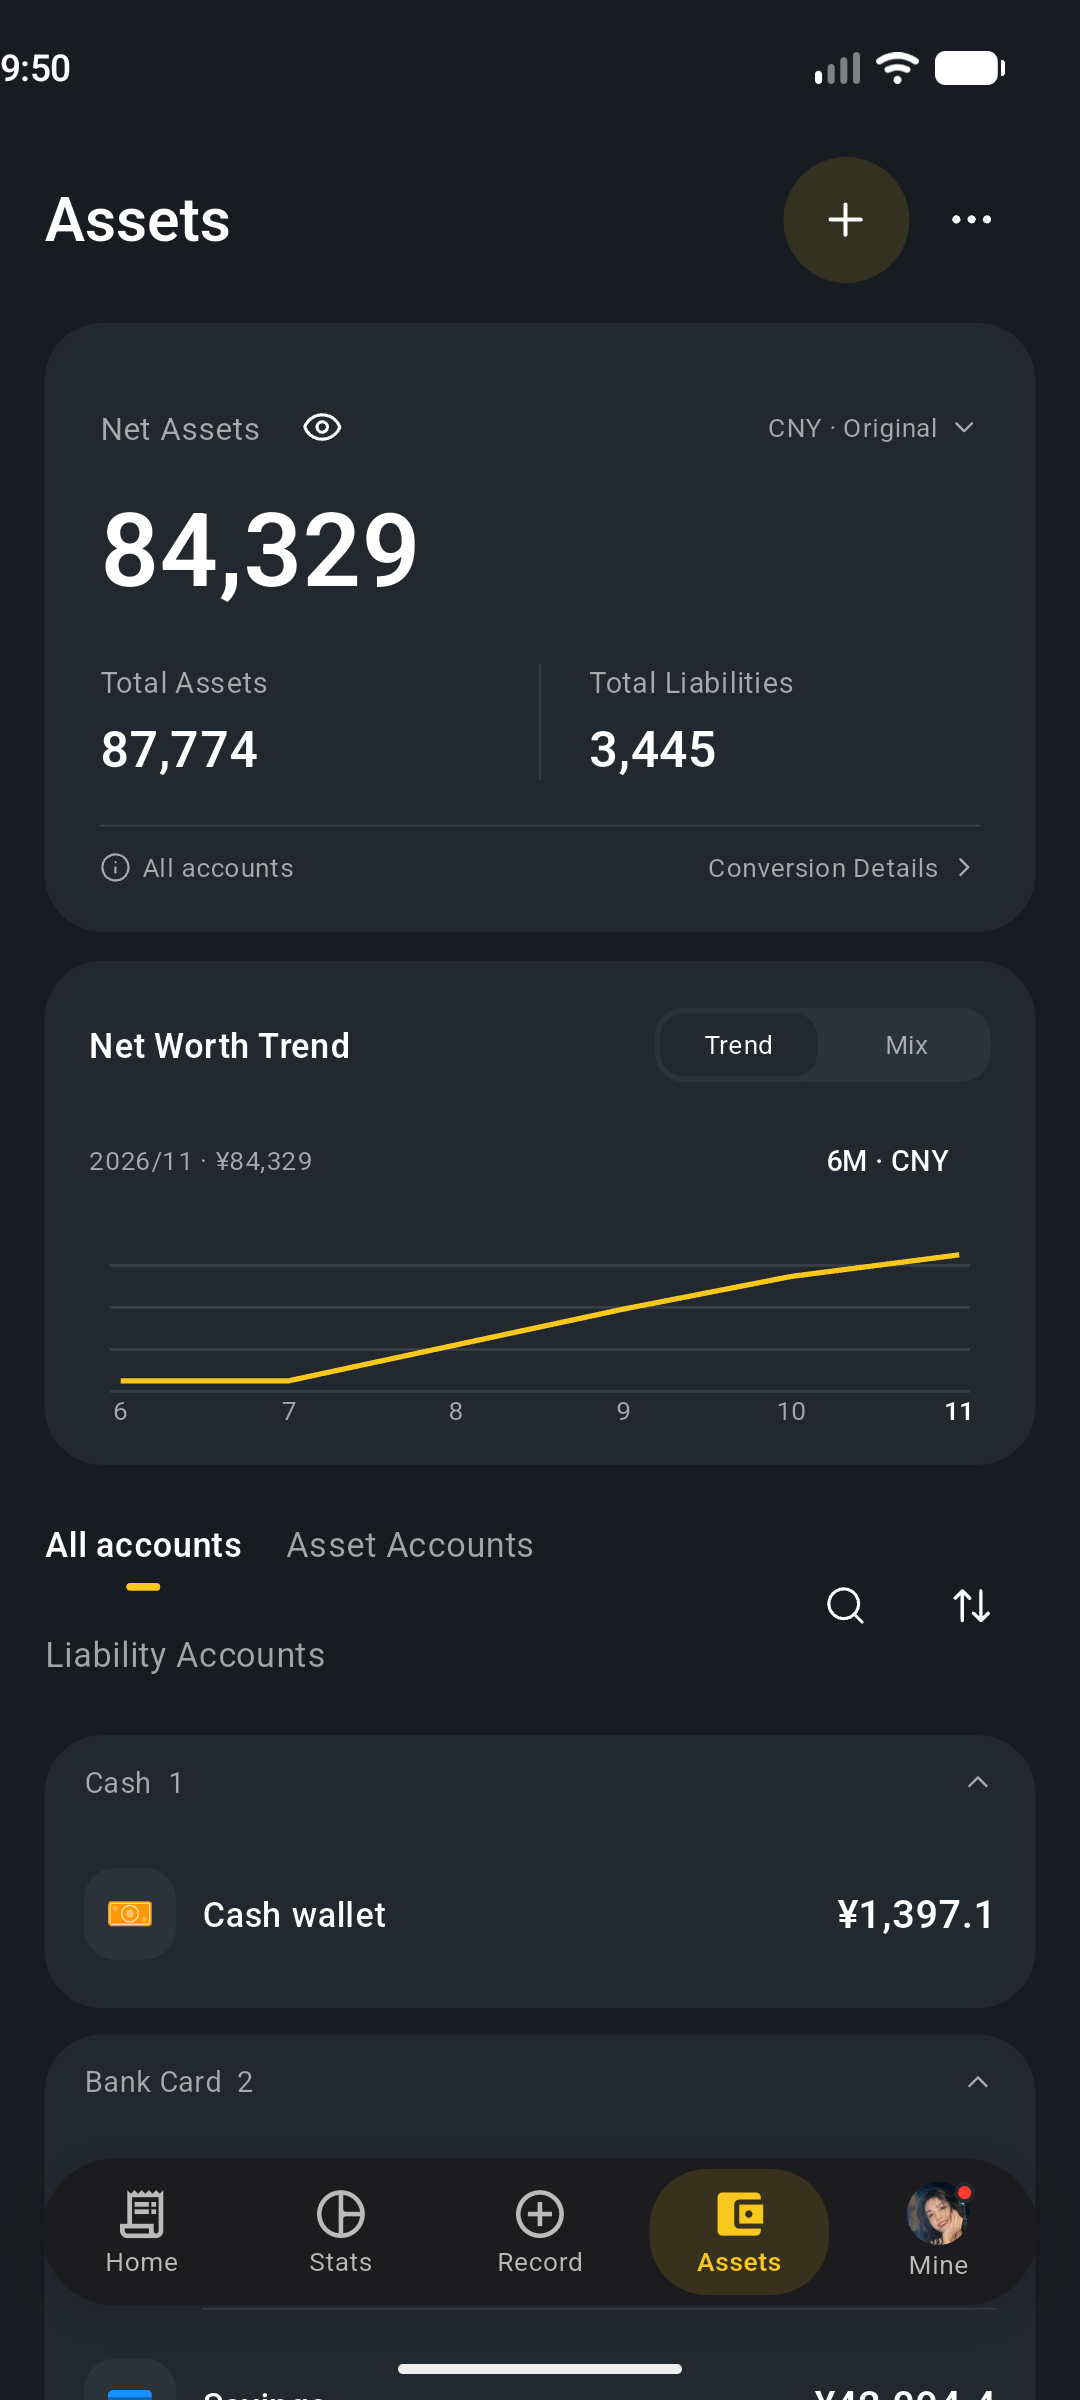 9:50
Assets
Net Assets
CNY · Original
84,329
Total Assets
Total Liabilities
87,774
3,445
All accounts
Conversion Details
Net Worth Trend
Trend
Mix
2026/11 · ¥84,329
6M · CNY
6 7 8 9 10 11
All accounts
Asset Accounts
Liability Accounts
Cash 1
Cash wallet
¥1,397.1
Bank Card 2
Home
Stats
Record
Assets
Mine